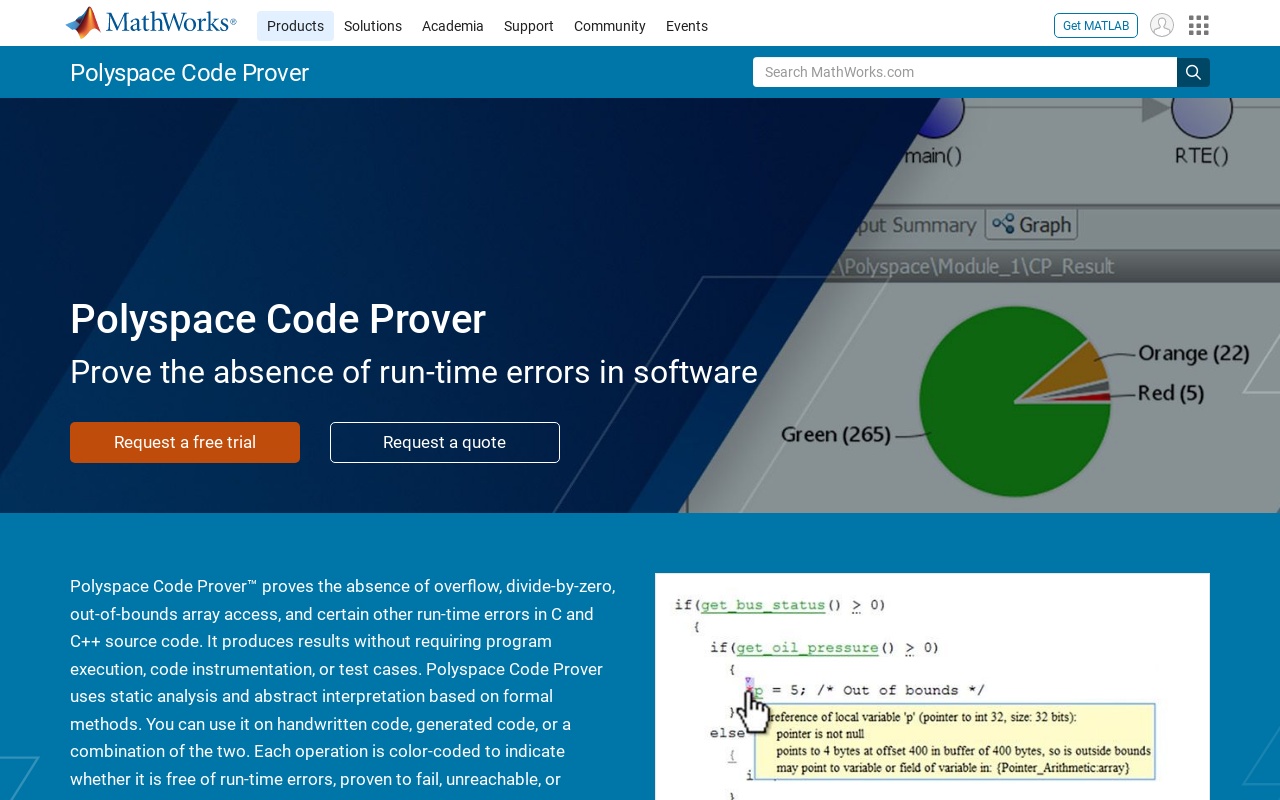 MathWorks®
Products
Solutions
Academia
Support
Community
Events
Get MATLAB
Polyspace Code Prover
Search MathWorks.com
main()
RTE()
put Summary
Graph
:\Polyspace\Module_1\CP_Result
Orange (22)
Red (5)
Green (265)
Polyspace Code Prover
Prove the absence of run-time errors in software
Request a free trial
Request a quote
Polyspace Code Prover™ proves the absence of overflow, divide-by-zero,
out-of-bounds array access, and certain other run-time errors in C and
C++ source code. It produces results without requiring program
execution, code instrumentation, or test cases. Polyspace Code Prover
uses static analysis and abstract interpretation based on formal
methods. You can use it on handwritten code, generated code, or a
combination of the two. Each operation is color-coded to indicate
whether it is free of run-time errors, proven to fail, unreachable, or
if(get_bus_status() > 0)
{
if(get_oil_pressure() > 0)
{
p = 5; /* Out of bounds */
}
reference of local variable 'p' (pointer to int 32, size: 32 bits):
else
pointer is not null
{
points to 4 bytes at offset 400 in buffer of 400 bytes, so is outside bounds
i
may point to variable or field of variable in: {Pointer_Arithmetic:array}
}